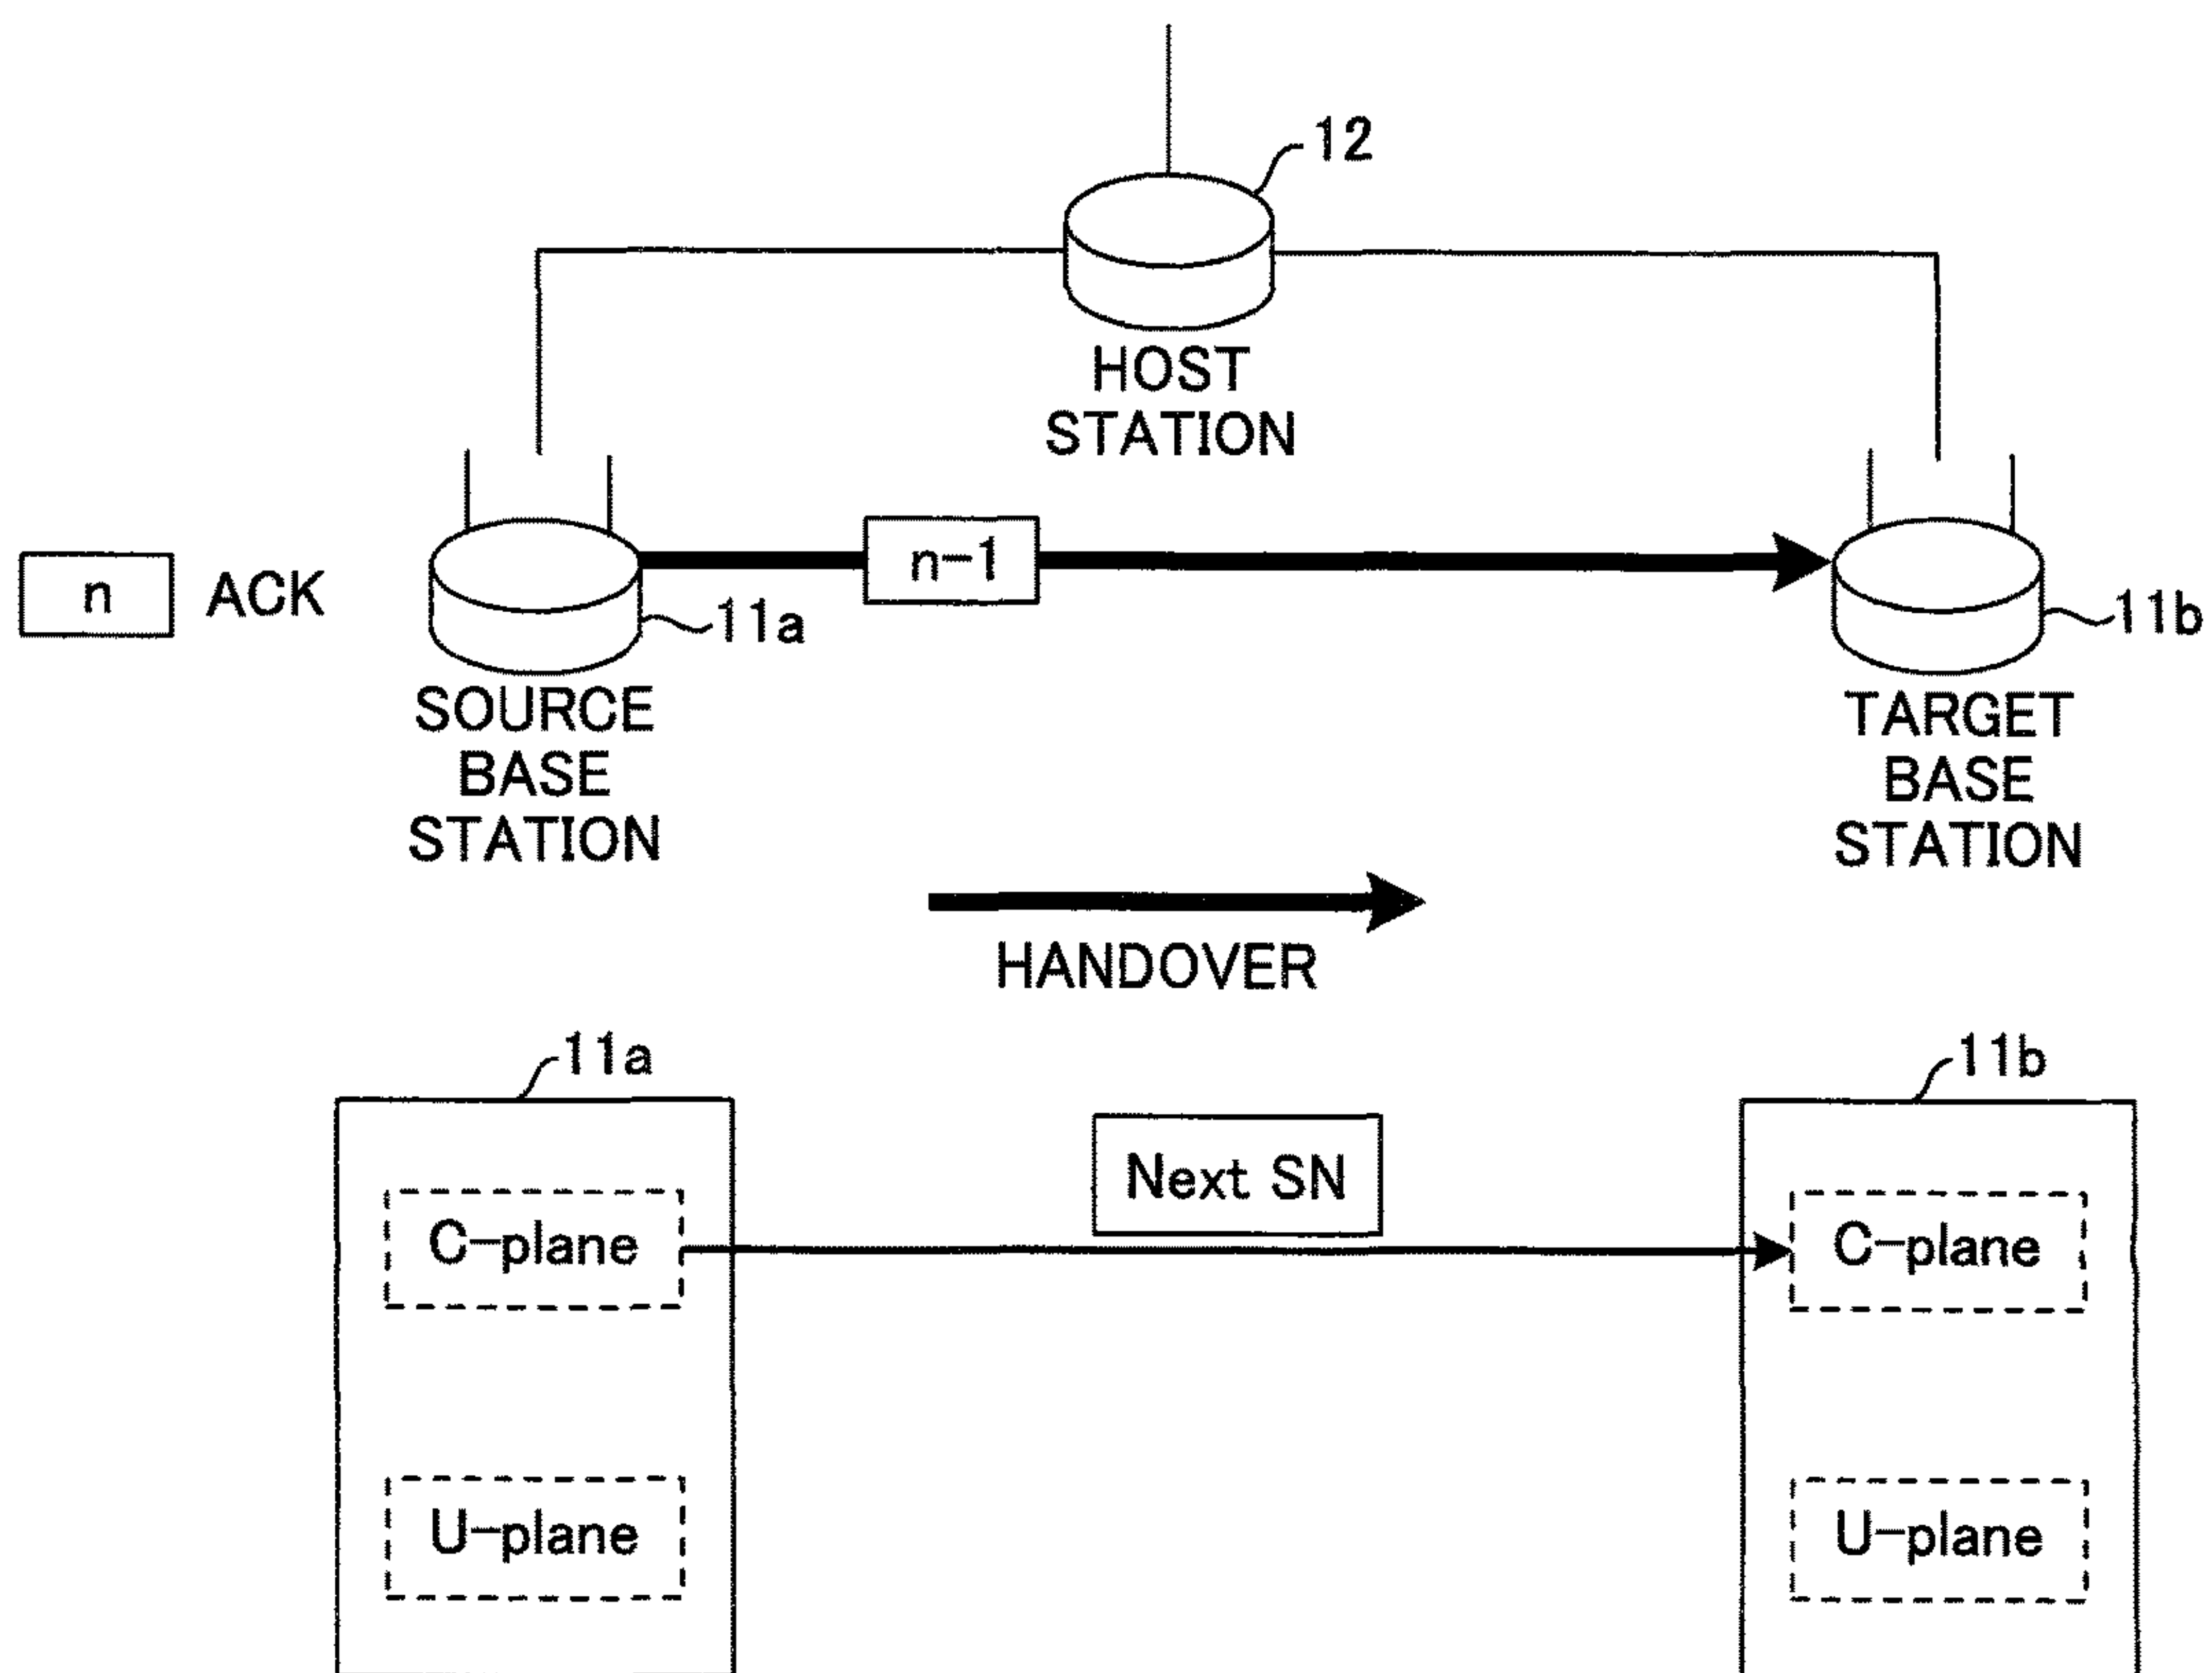 12
HOST
STATION
n ACK
n-1
11a
11b
SOURCE
BASE
STATION
TARGET
BASE
STATION
HANDOVER
11a
11b
Next SN
C-plane
C-plane
U-plane
U-plane